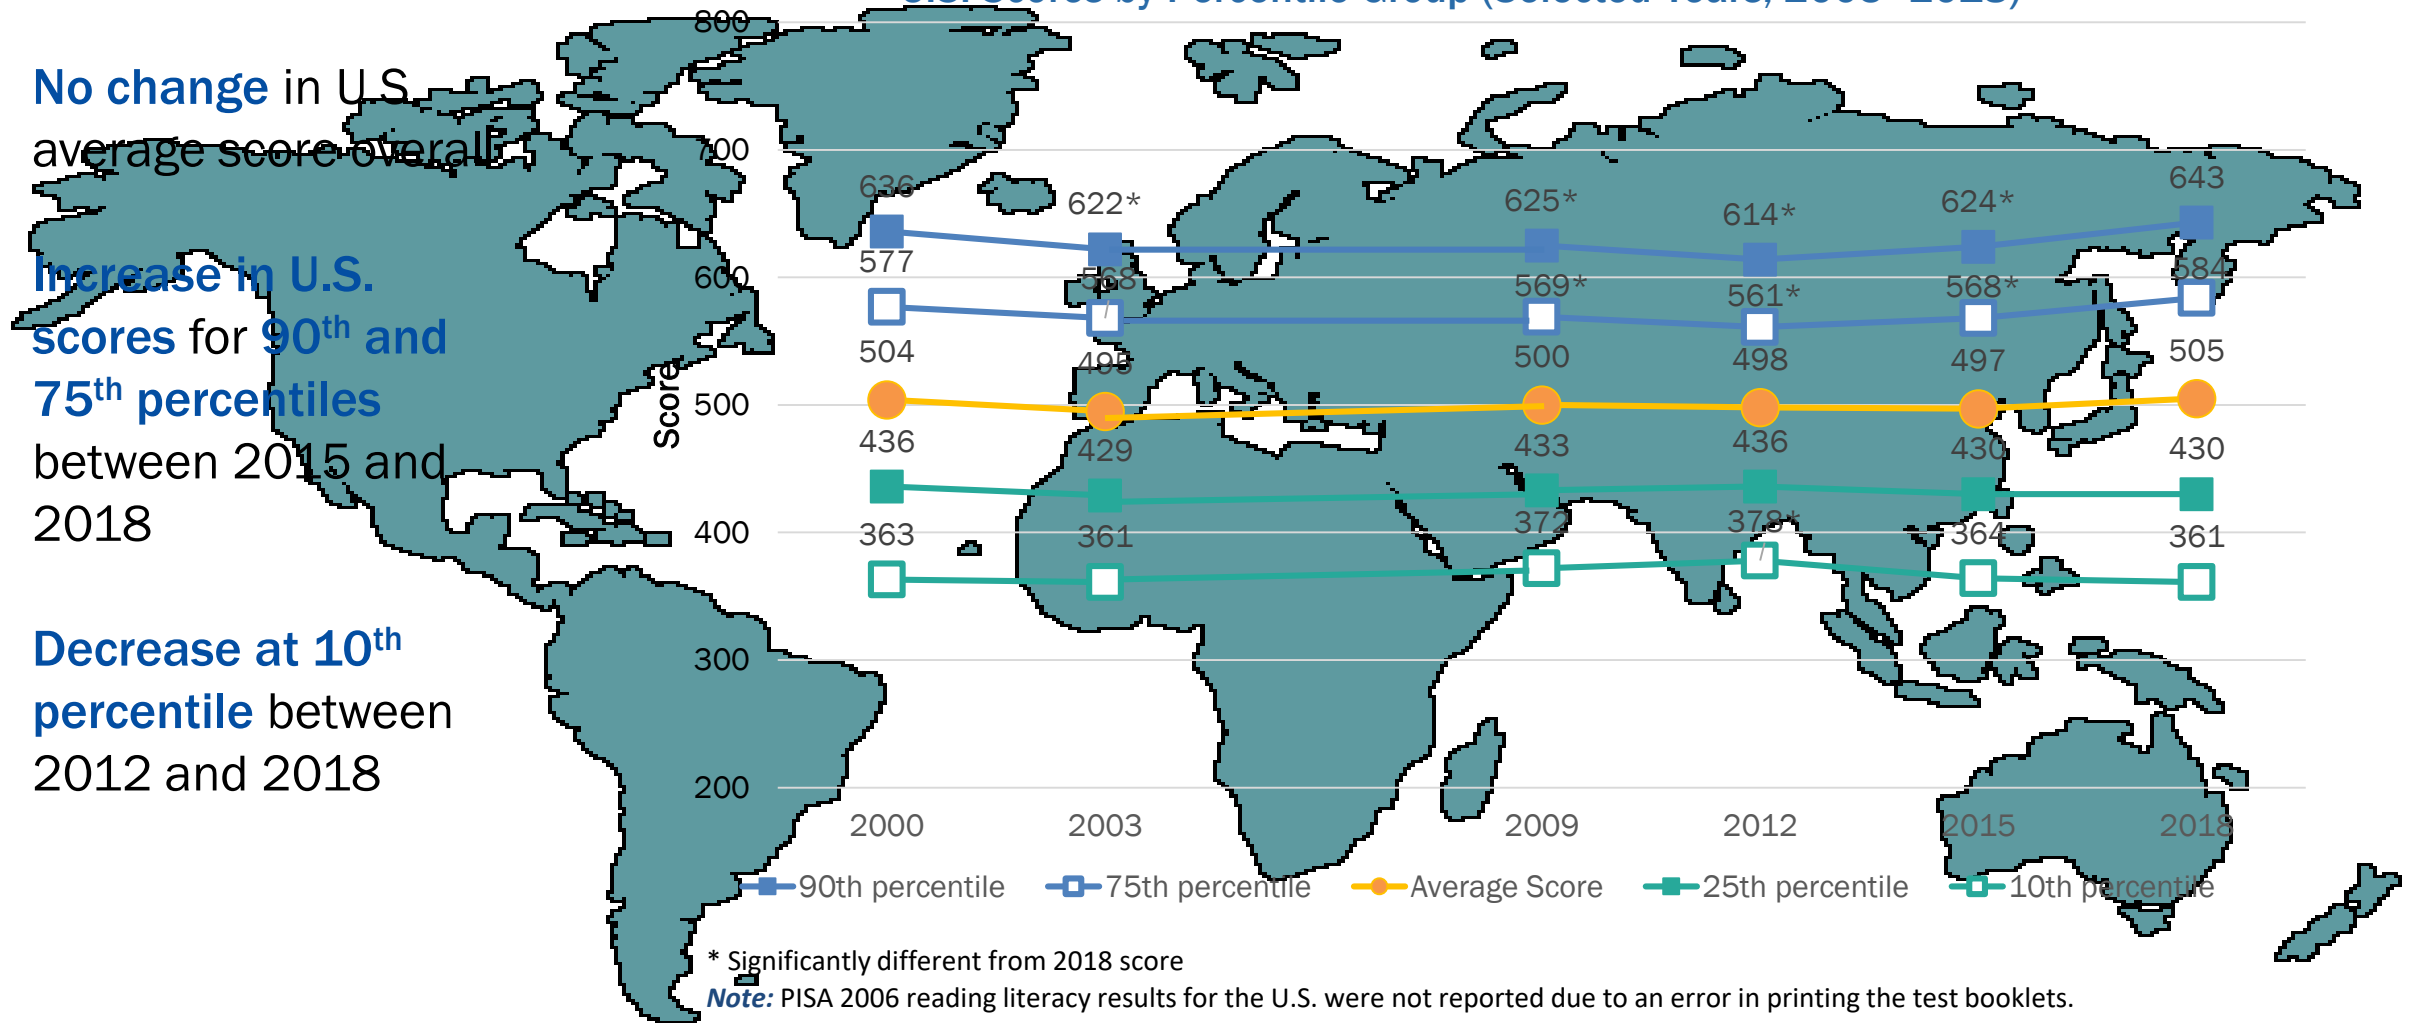 No change in U.S.
average score overall
Increase in U.S.
scores for 90th and
75th percentiles
between 2015 and
2018
Decrease at 10th
percentile between
2012 and 2018
Score
800
700
600
500
400
300
200
636 622* 625* 614* 624* 643
577 568 569* 561* 568* 584
504 495 500 498 497 505
436 429 433 436 430 430
363 361 372 378* 364 361
2000 2003 2009 2012 2015 2018
90th percentile 75th percentile Average Score 25th percentile 10th percentile
* Significantly different from 2018 score
Note: PISA 2006 reading literacy results for the U.S. were not reported due to an error in printing the test booklets.